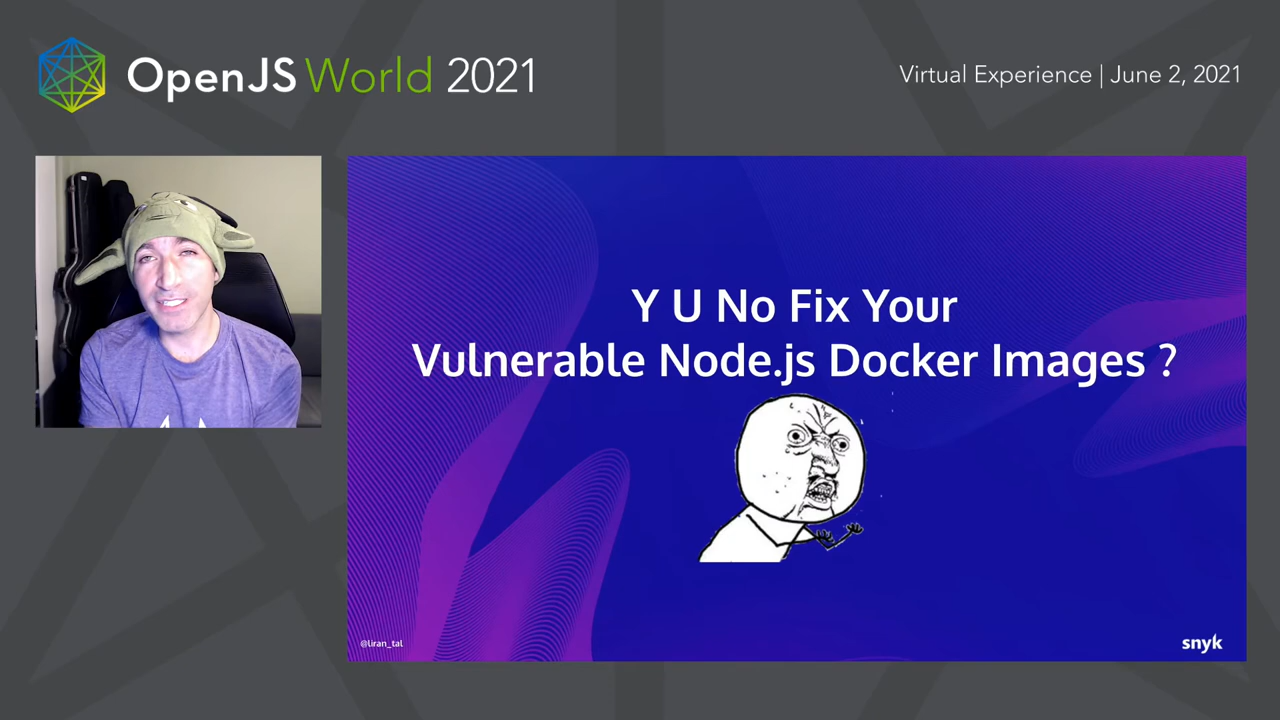 OpenJS World 2021
Virtual Experience | June 2, 2021
Y U No Fix Your
Vulnerable Node.js Docker Images ?
@liran_tal
snyk